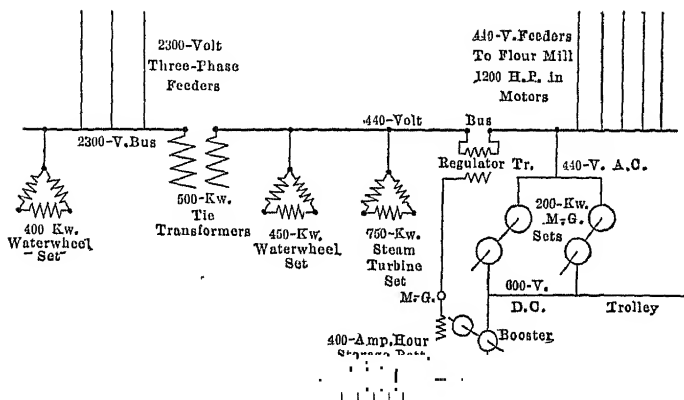 2300-Volt
Three-Phase
Feeders
440-V. Feeders
To Flour Mill
1200 H.P. in
Motors
2300-V. Bus
440-Volt
Bus
Regulator Tr.
440-V. A.C.
400 Kw.
Waterwheel
Set
500-Kw.
Tie
Transformers
450-Kw.
Waterwheel
Set
750-Kw.
Steam
Turbine
Set
200-Kw.
M.-G.
Sets
M.-G.
600-V.
D.C.
Trolley
Booster
400-Amp. Hour
Storage Batt.